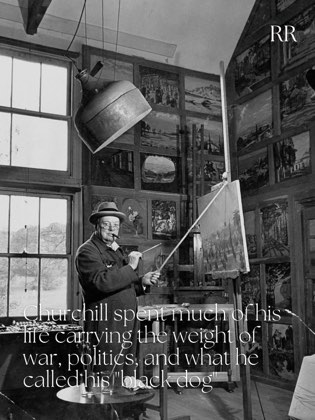 RR
Churchill spent much of his
life carrying the weight of
war, politics, and what he
called his "black dog"